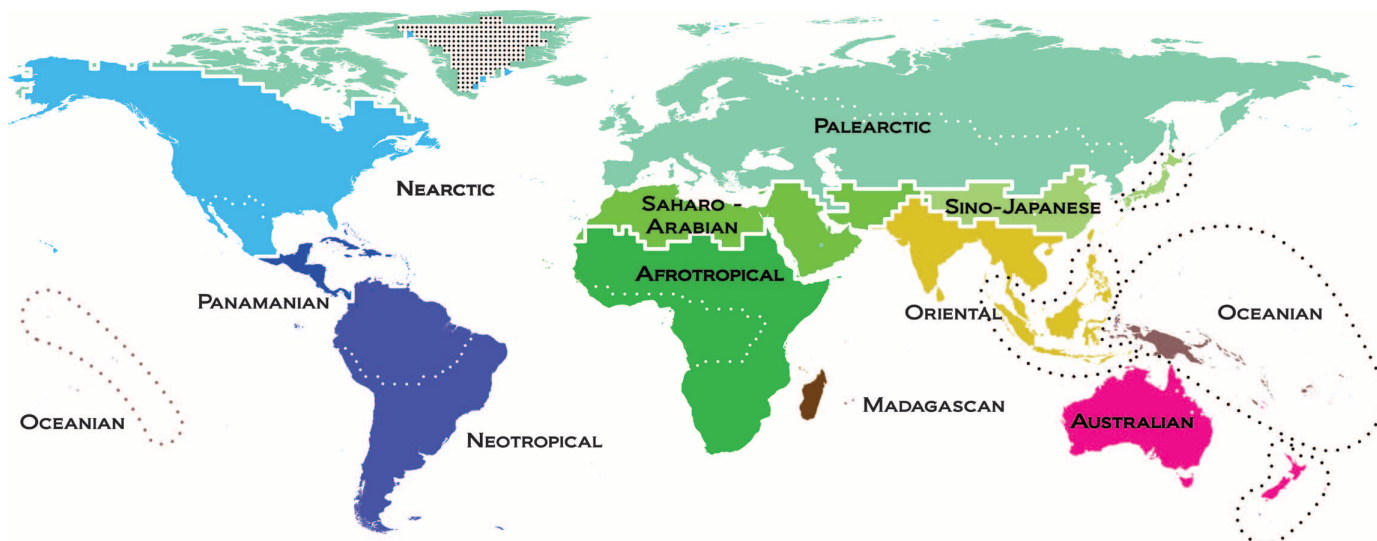 PALEARCTIC
NEARCTIC
SAHARO -
ARABIAN
SINO-JAPANESE
AFROTROPICAL
PANAMANIAN
ORIENTAL
OCEANIAN
OCEANIAN
MADAGASCAN
NEOTROPICAL
AUSTRALIAN